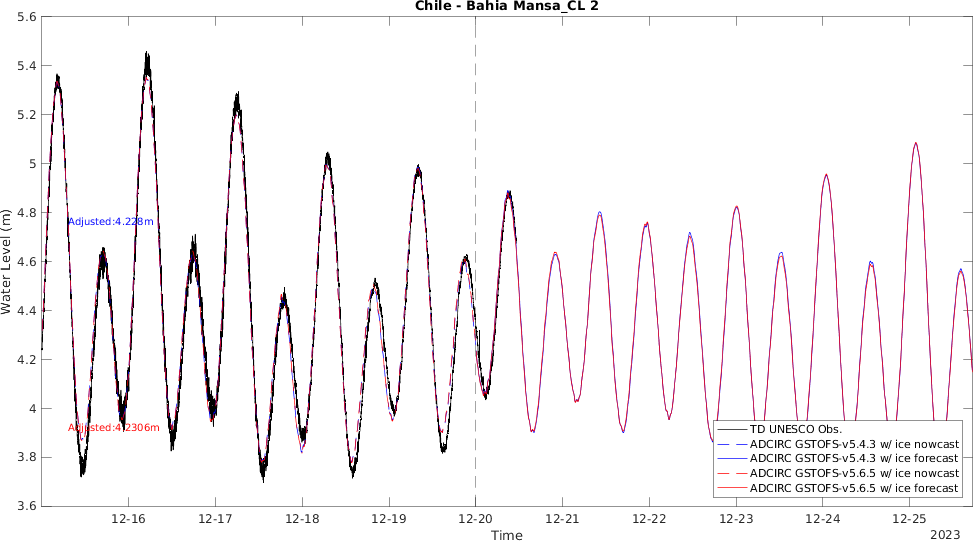 Chile - Bahia Mansa_CL 2
5.6
5.4
5.2
5
4.8
4.6
4.4
4.2
4
3.8
3.6
Water Level (m)
Adjusted:4.228m
Adjusted:4.2306m
TD UNESCO Obs.
ADCIRC GSTOFS-v5.4.3 w/ ice nowcast
ADCIRC GSTOFS-v5.4.3 w/ ice forecast
ADCIRC GSTOFS-v5.6.5 w/ ice nowcast
ADCIRC GSTOFS-v5.6.5 w/ ice forecast
12-16 12-17 12-18 12-19 12-20 12-21 12-22 12-23 12-24 12-25
Time
2023